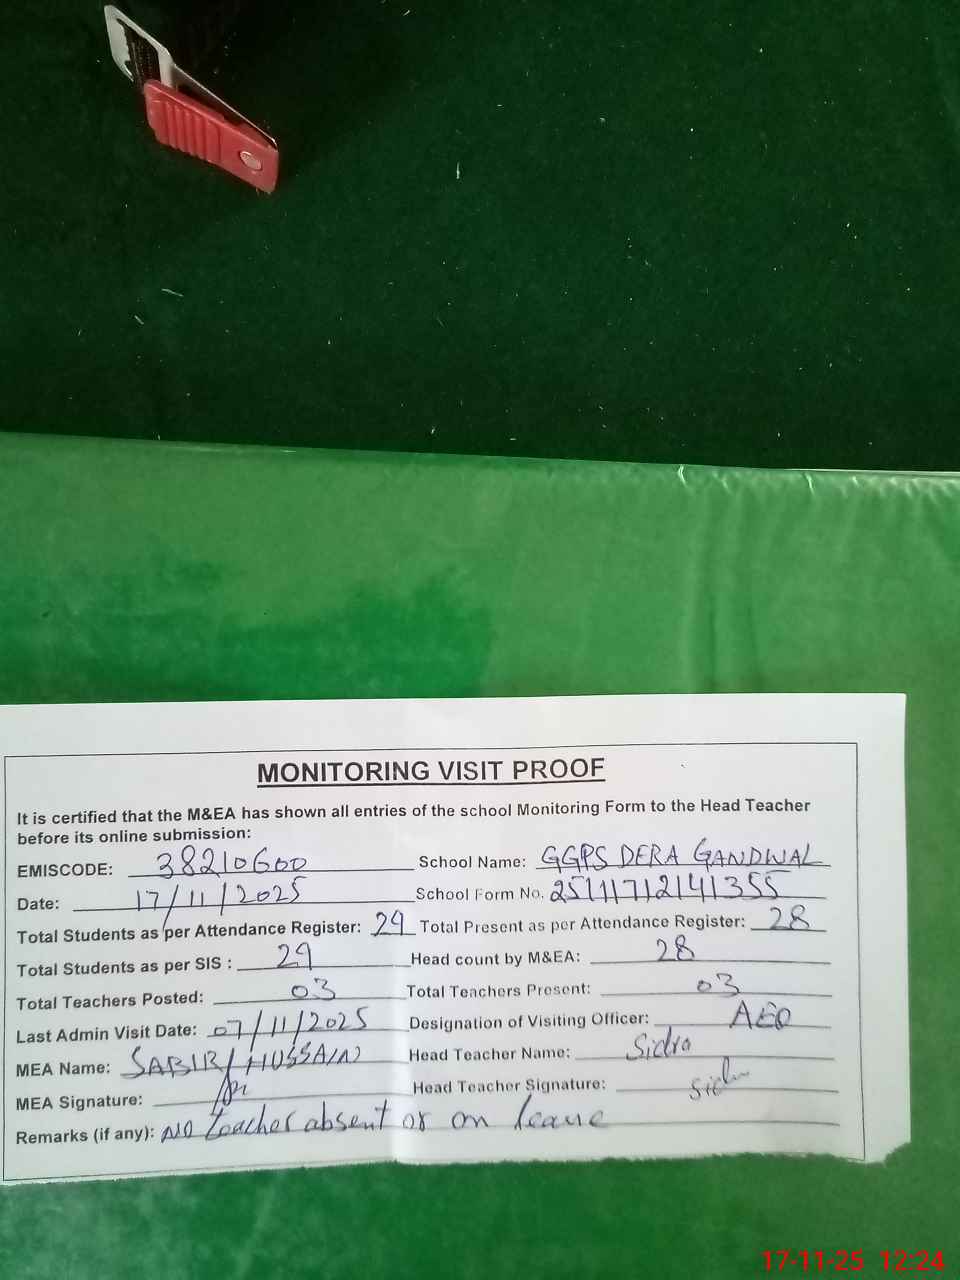 MONITORING VISIT PROOF
It is certified that the M&EA has shown all entries of the school Monitoring Form to the Head Teacher
before its online submission:
EMISCODE: 38210600 School Name: GGPS DERA GANDWAL
Date: 17/11/2025 School Form No. 25111712141355
Total Students as per Attendance Register: 29 Total Present as per Attendance Register: 28
Total Students as per SIS : 29 Head count by M&EA: 28
Total Teachers Posted: 03 Total Teachers Present: 03
Last Admin Visit Date: 07/11/2025 Designation of Visiting Officer: AEO
MEA Name: SABIR HUSSAIN Head Teacher Name: Sidra
MEA Signature: Head Teacher Signature:
Remarks (if any): NO teacher absent or on leave
17-11-25 12:24